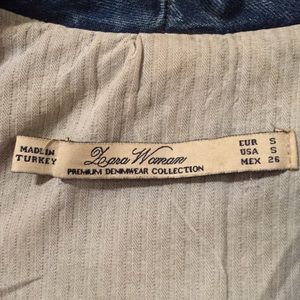 MADE IN
TURKEY
Zara Woman
PREMIUM DENIMWEAR COLLECTION
EUR S
USA S
MEX 26